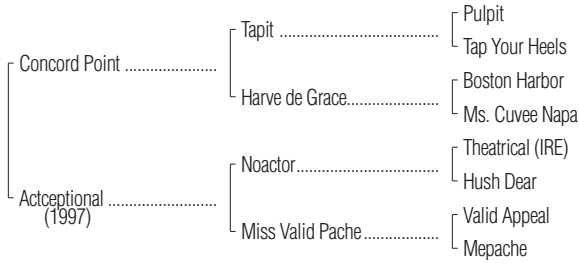 Pulpit
Tapit ...................................
Tap Your Heels
Concord Point .....................
Boston Harbor
Harve de Grace....................
Ms. Cuvee Napa
Theatrical (IRE)
Noactor...............................
Hush Dear
Actceptional ........................
(1997)
Valid Appeal
Miss Valid Pache.................
Mepache